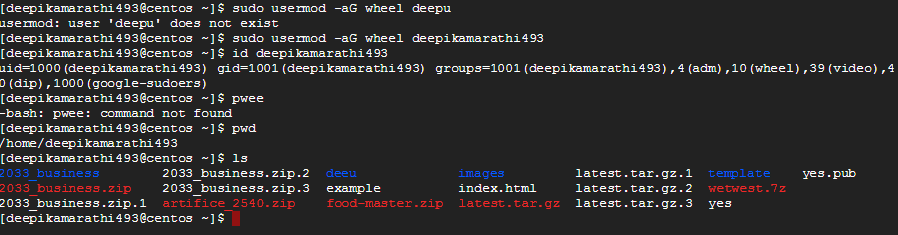 [deepikamarathi493@centos ~]$ sudo usermod -aG wheel deepu
usermod: user 'deepu' does not exist
[deepikamarathi493@centos ~]$ sudo usermod -aG wheel deepikamarathi493
[deepikamarathi493@centos ~]$ id deepikamarathi493
uid=1000(deepikamarathi493) gid=1001(deepikamarathi493) groups=1001(deepikamarathi493),4(adm),10(wheel),39(video),4
0(dip),1000(google-sudoers)
[deepikamarathi493@centos ~]$ pwee
-bash: pwee: command not found
[deepikamarathi493@centos ~]$ pwd
/home/deepikamarathi493
[deepikamarathi493@centos ~]$ ls
2033_business 2033_business.zip.2 deeu images latest.tar.gz.1 template yes.pub
2033_business.zip 2033_business.zip.3 example index.html latest.tar.gz.2 wetwest.7z
2033_business.zip.1 artifice_2540.zip food-master.zip latest.tar.gz latest.tar.gz.3 yes
[deepikamarathi493@centos ~]$